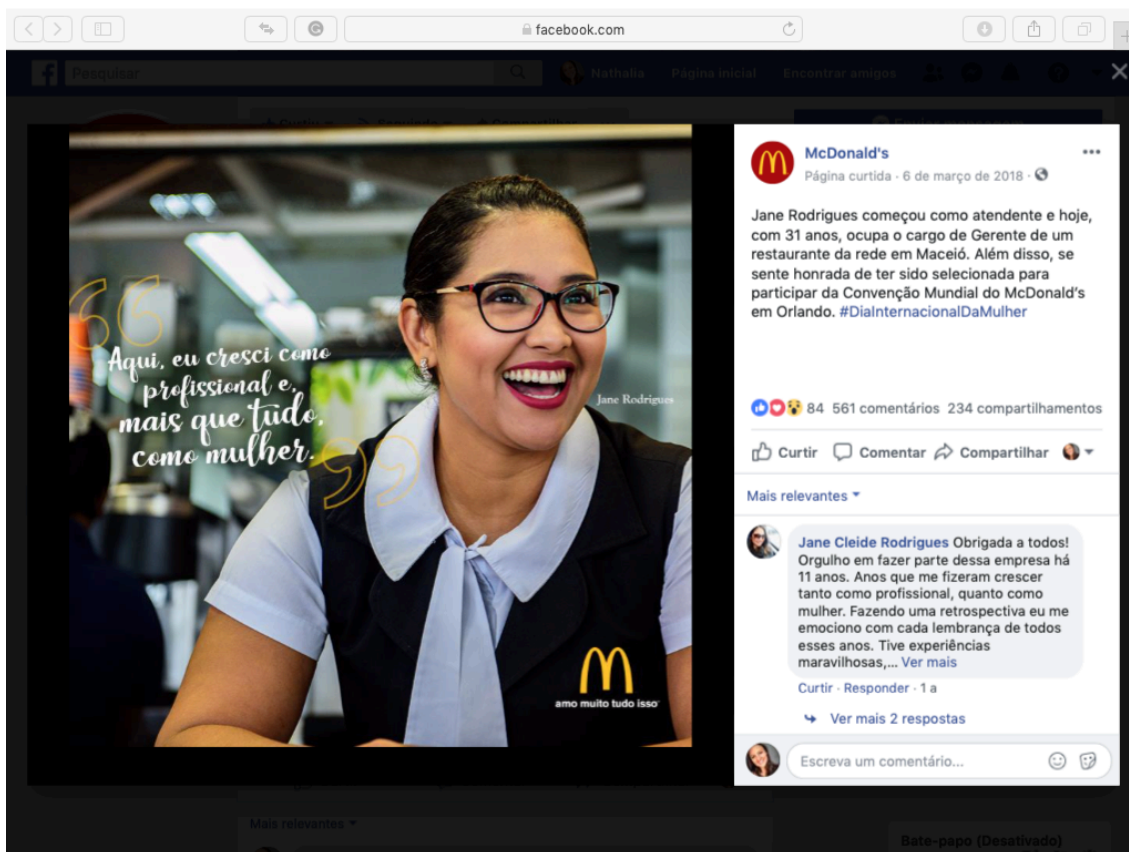 facebook.com
Pesquisar
Nathalia
Página inicial
Encontrar amigos
Curtir
Seguindo
Compartilhar
Enviar mensagem
Aqui, eu cresci como
profissional e,
mais que tudo,
como mulher.
Jane Rodrigues
amo muito tudo isso
McDonald's
Página curtida · 6 de março de 2018 ·
Jane Rodrigues começou como atendente e hoje,
com 31 anos, ocupa o cargo de Gerente de um
restaurante da rede em Maceió. Além disso, se
sente honrada de ter sido selecionada para
participar da Convenção Mundial do McDonald's
em Orlando. #DiaInternacionalDaMulher
84 561 comentários 234 compartilhamentos
Curtir Comentar Compartilhar
Mais relevantes
Jane Cleide Rodrigues Obrigada a todos!
Orgulho em fazer parte dessa empresa há
11 anos. Anos que me fizeram crescer
tanto como profissional, quanto como
mulher. Fazendo uma retrospectiva eu me
emociono com cada lembrança de todos
esses anos. Tive experiências
maravilhosas,... Ver mais
Curtir · Responder · 1 a
Ver mais 2 respostas
Escreva um comentário...
Mais relevantes
Bate-papo (Desativado)